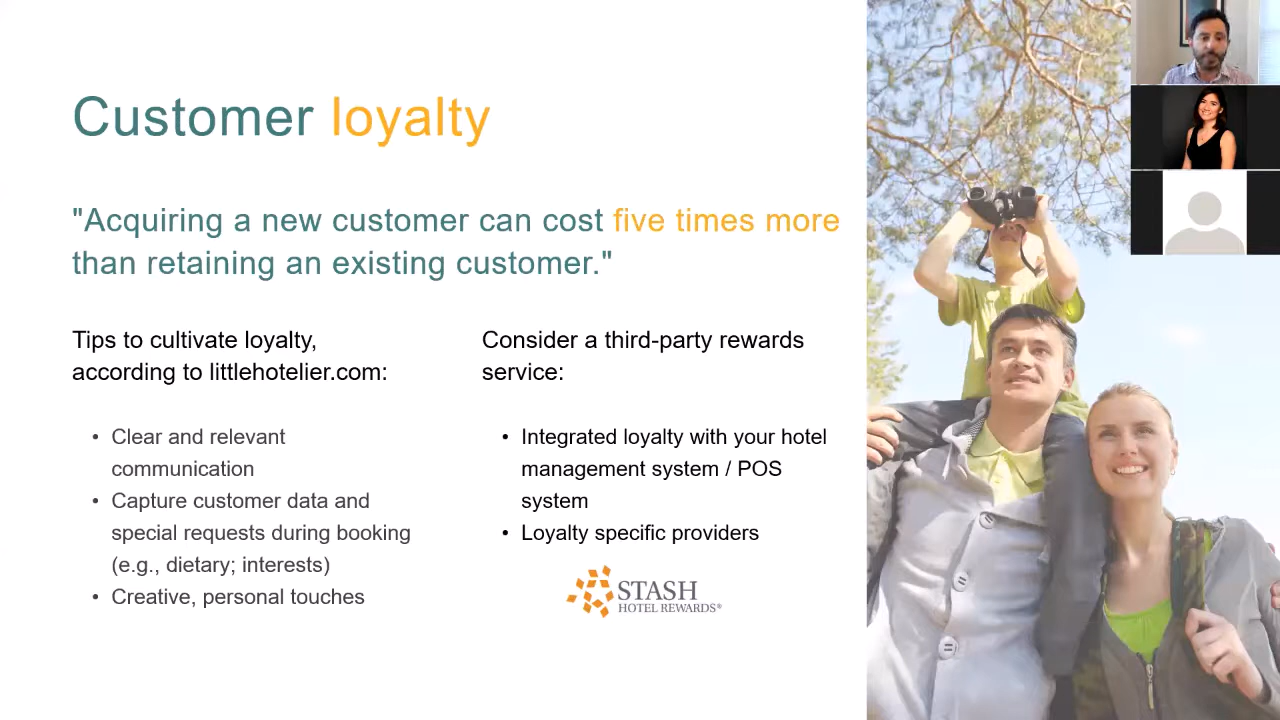 Customer loyalty
"Acquiring a new customer can cost five times more
than retaining an existing customer."
Tips to cultivate loyalty,
according to littlehotelier.com:
• Clear and relevant
communication
• Capture customer data and
special requests during booking
(e.g., dietary; interests)
• Creative, personal touches
Consider a third-party rewards
service:
• Integrated loyalty with your hotel
management system / POS
system
• Loyalty specific providers
STASH
HOTEL REWARDS®